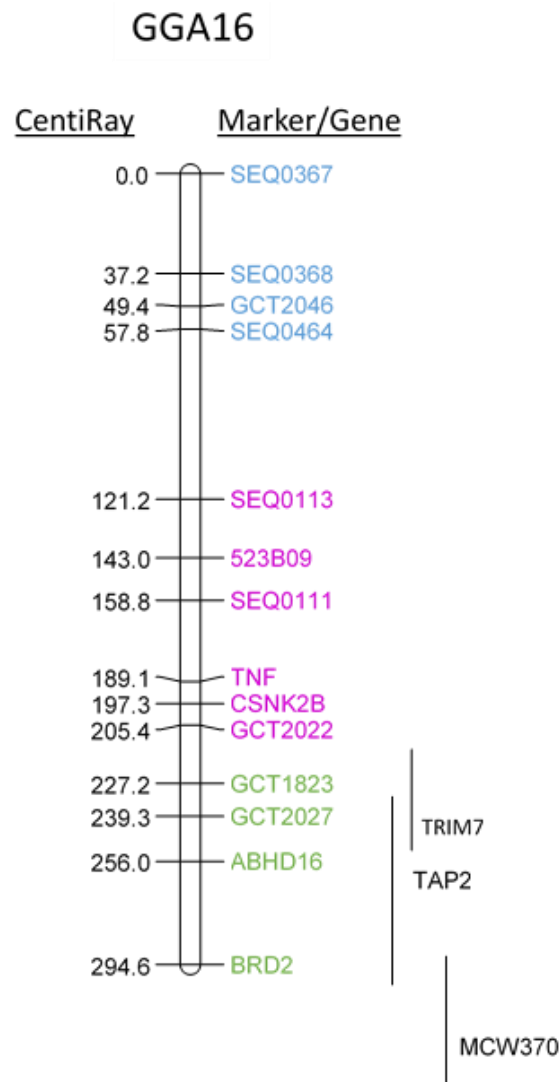 GGA16
CentiRay Marker/Gene
0.0 SEQ0367
37.2 SEQ0368
49.4 GCT2046
57.8 SEQ0464
121.2 SEQ0113
143.0 523B09
158.8 SEQ0111
189.1 TNF
197.3 CSNK2B
205.4 GCT2022
227.2 GCT1823
239.3 GCT2027
TRIM7
256.0 ABHD16
TAP2
294.6 BRD2
MCW370